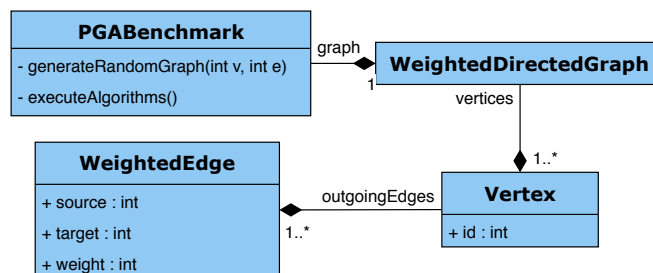 PGABenchmark
- generateRandomGraph(int v, int e)
- executeAlgorithms()
graph
1
WeightedDirectedGraph
vertices
1..*
WeightedEdge
+ source : int
+ target : int
+ weight : int
outgoingEdges
1..*
Vertex
+ id : int